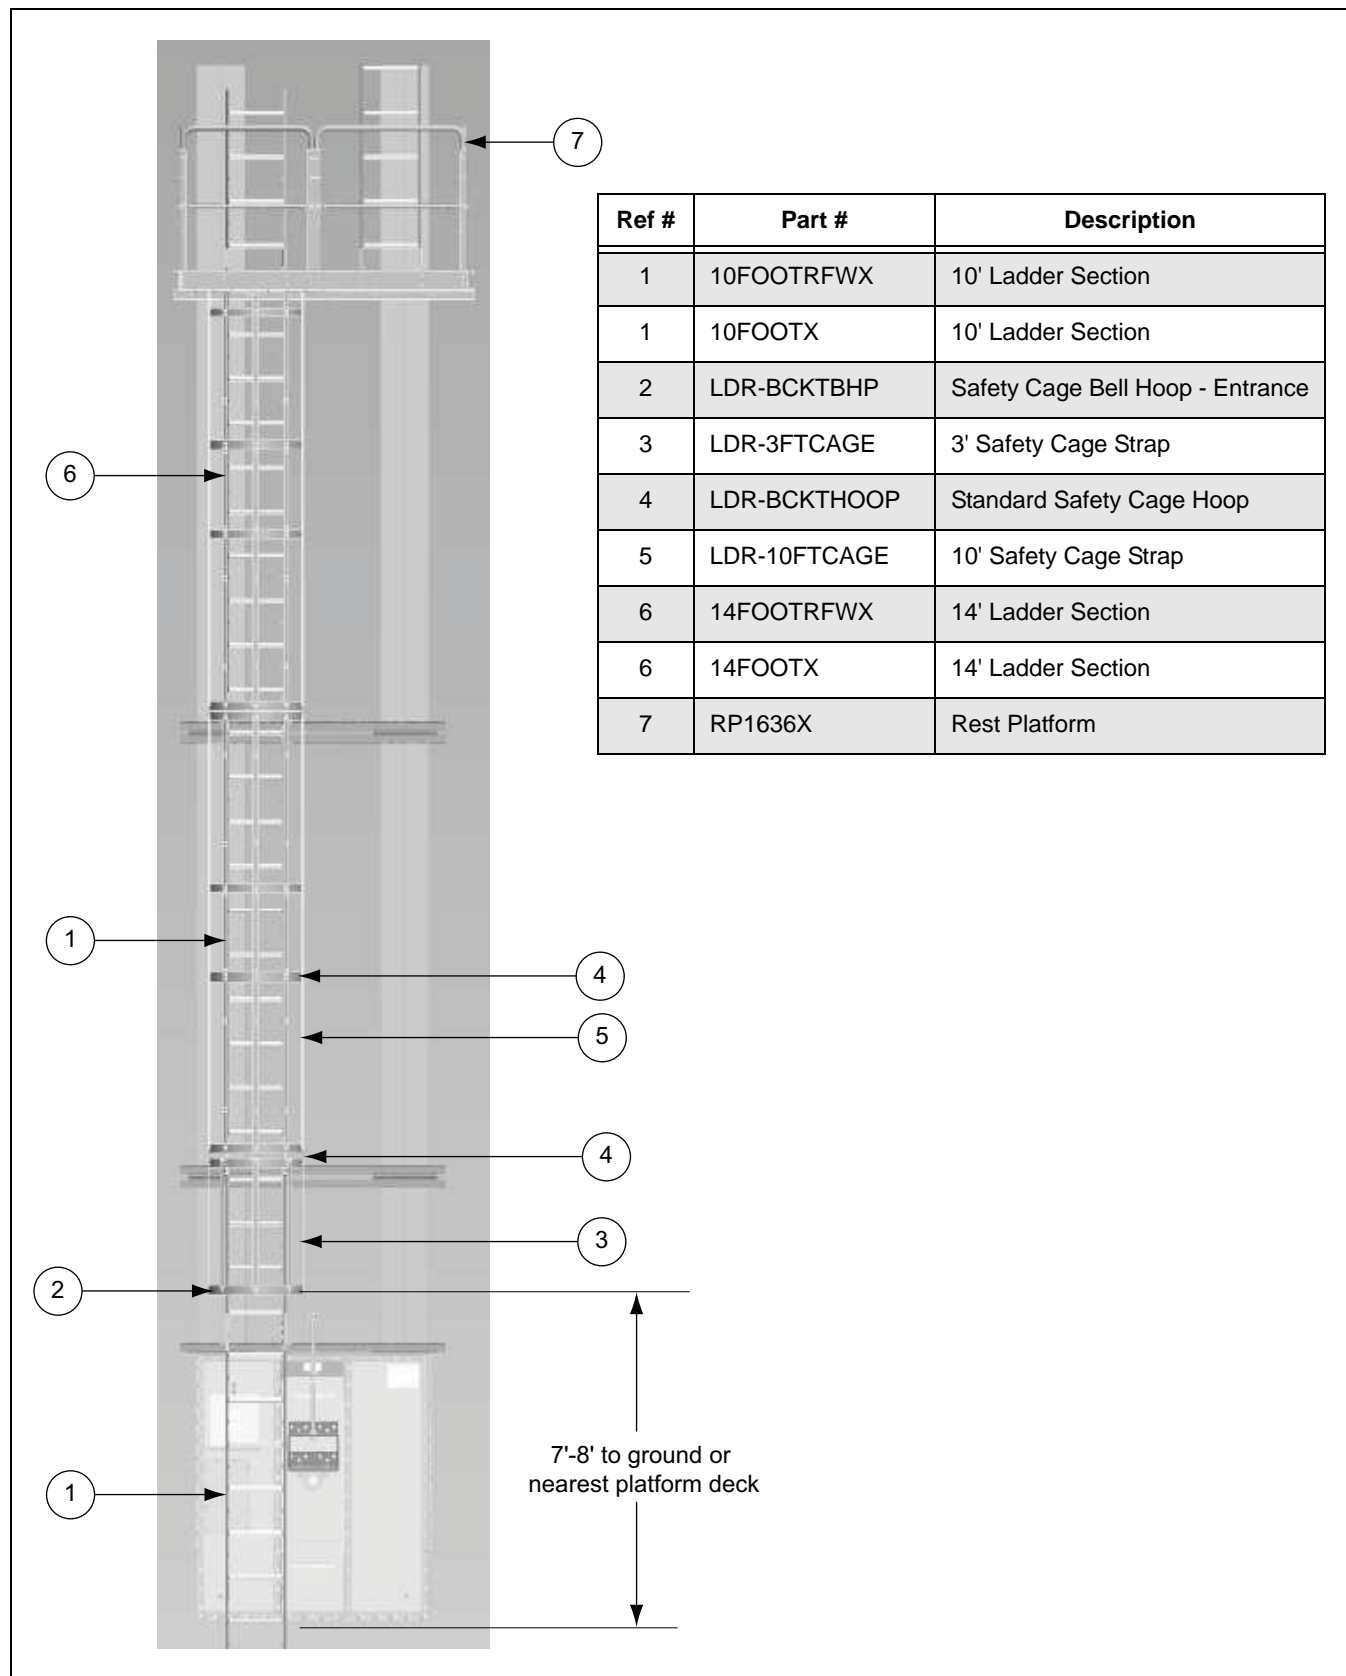 7
Ref # Part # Description
1 10FOOTRFWX 10' Ladder Section
1 10FOOTX 10' Ladder Section
2 LDR-BCKTBHP Safety Cage Bell Hoop - Entrance
3 LDR-3FTCAGE 3' Safety Cage Strap
4 LDR-BCKTHOOP Standard Safety Cage Hoop
5 LDR-10FTCAGE 10' Safety Cage Strap
6 14FOOTRFWX 14' Ladder Section
6 14FOOTX 14' Ladder Section
7 RP1636X Rest Platform
6
1
4
5
4
3
2
7'-8' to ground or
nearest platform deck
1